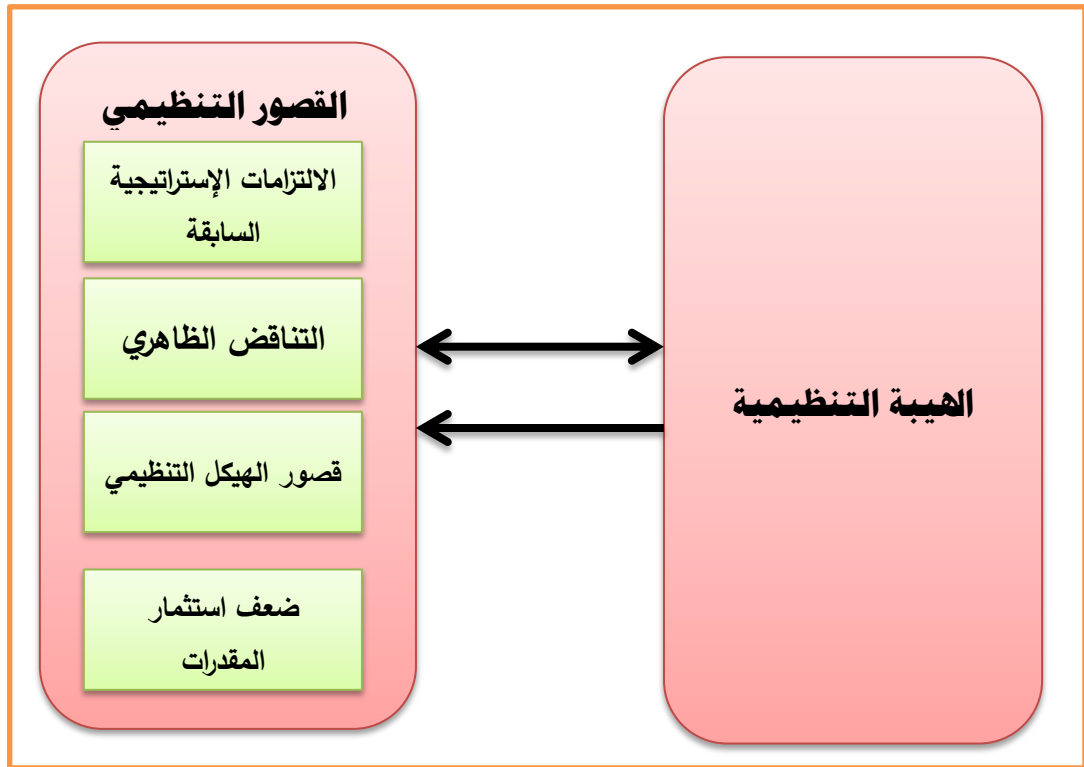 القصور التنظيمي
الالتزامات الإستراتيجية
السابقة
التناقض الظاهري
قصور الهيكل التنظيمي
ضعف استثمار
المقدرات
الهيبة التنظيمية